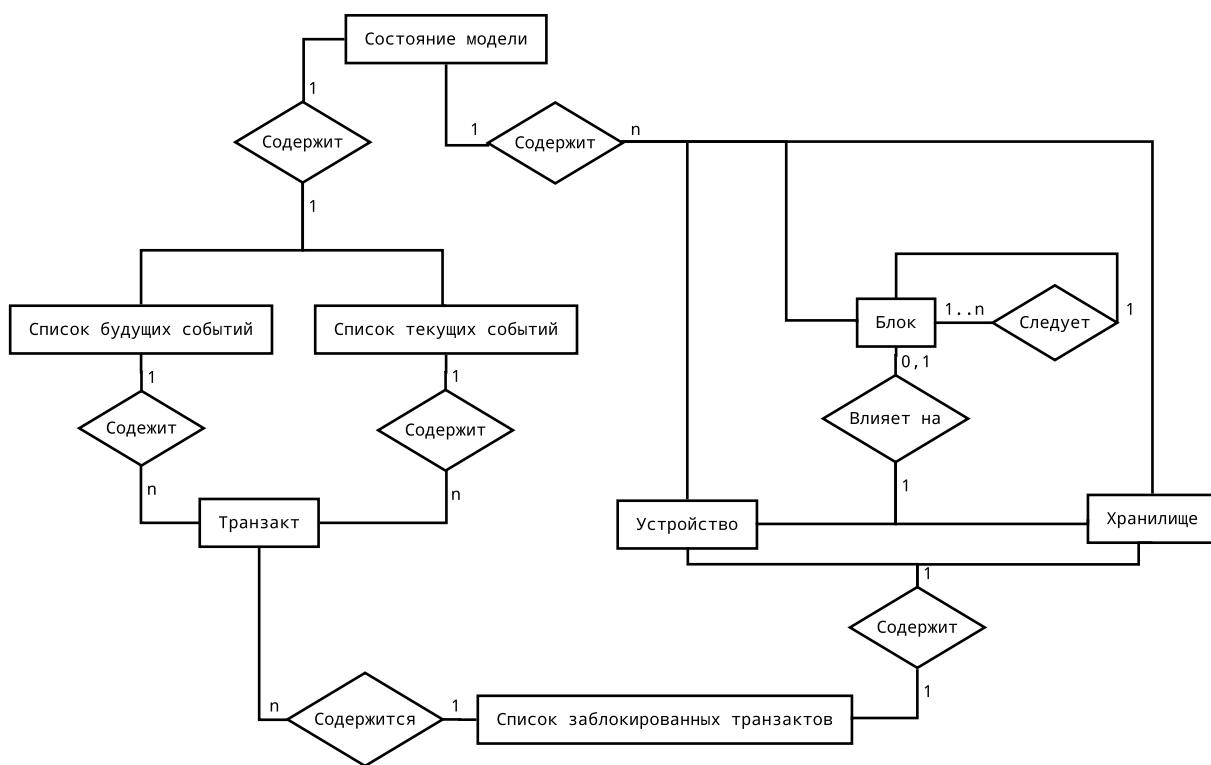 Состояние модели
1
Содержит
1
1
Содержит
n
Список будущих событий
Список текущих событий
Блок
1..n
Следует
1
0,1
1
Содежит
n
1
Содержит
n
Влияет на
1
Транзакт
Устройство
Хранилище
1
Содержит
1
n
Содержится
1
Список заблокированных транзактов